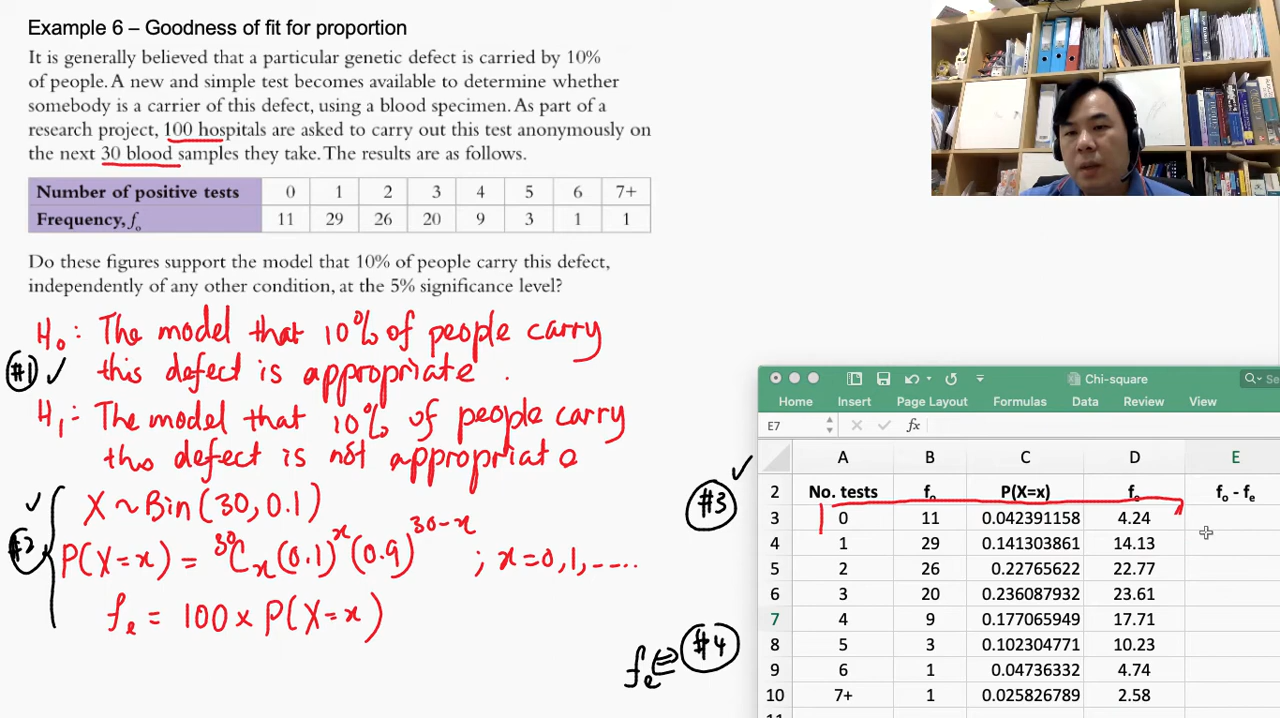 Example 6 – Goodness of fit for proportion
It is generally believed that a particular genetic defect is carried by 10%
of people. A new and simple test becomes available to determine whether
somebody is a carrier of this defect, using a blood specimen. As part of a
research project, 100 hospitals are asked to carry out this test anonymously on
the next 30 blood samples they take. The results are as follows.
Number of positive tests 0 1 2 3 4 5 6 7+
Frequency, fₒ 11 29 26 20 9 3 1 1
Do these figures support the model that 10% of people carry this defect,
independently of any other condition, at the 5% significance level?
H₀ : The model that 10% of people carry
#1 ✓ this defect is appropriate .
H₁ : The model that 10% of people carry
this defect is not appropriate
✓ X ~ Bin (30, 0.1)
#2 P(X=x) = ³⁰Cₓ (0.1)ˣ (0.9)³⁰⁻ˣ ; x=0,1,.....
fₑ = 100 x P(X=x)
#3 ✓
fₑ ⇔ #4
Chi-square
Home Insert Page Layout Formulas Data Review View
E7 fx
A B C D E
2 No. tests fₒ P(X=x) fₑ fₒ - fₑ
3 0 11 0.042391158 4.24
4 1 29 0.141303861 14.13
5 2 26 0.22765622 22.77
6 3 20 0.236087932 23.61
7 4 9 0.177065949 17.71
8 5 3 0.102304771 10.23
9 6 1 0.04736332 4.74
10 7+ 1 0.025826789 2.58